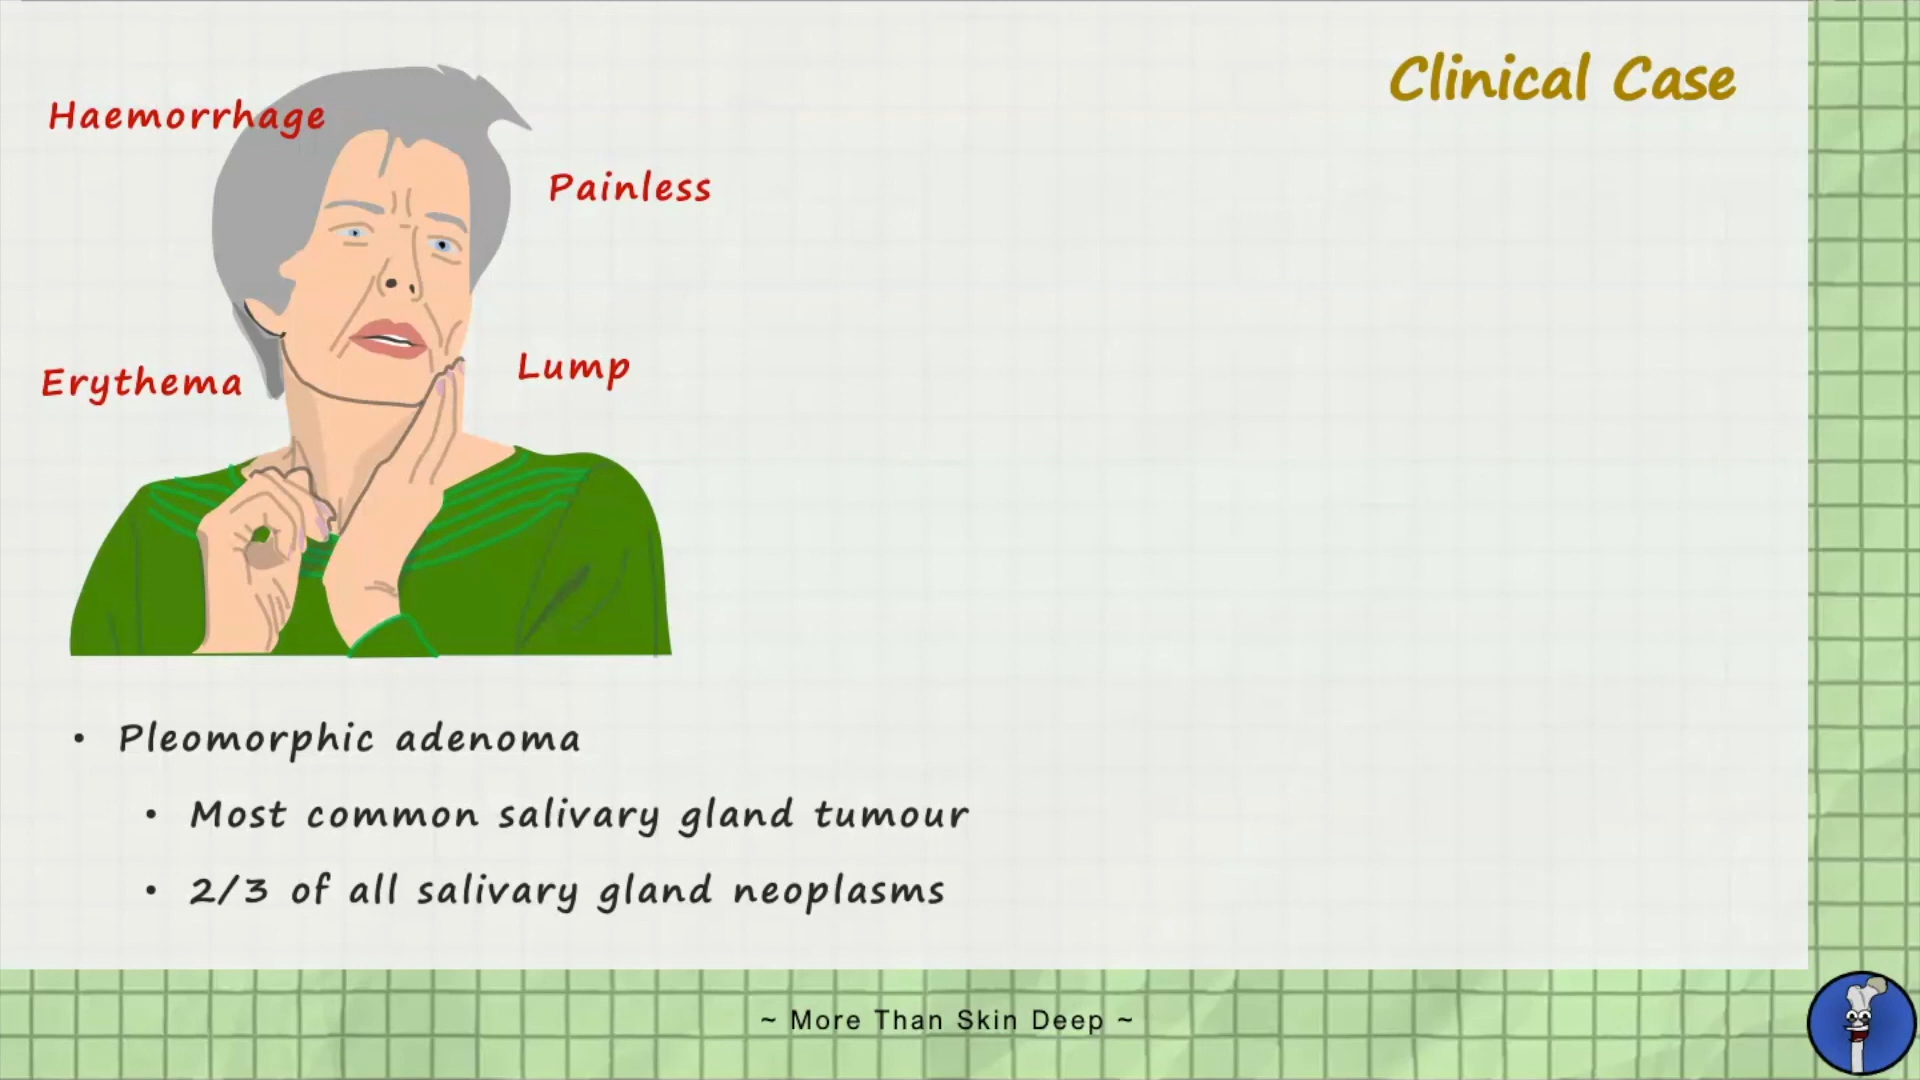 Clinical Case
Haemorrhage
Painless
Lump
Erythema
• Pleomorphic adenoma
• Most common salivary gland tumour
• 2/3 of all salivary gland neoplasms
~ More Than Skin Deep ~